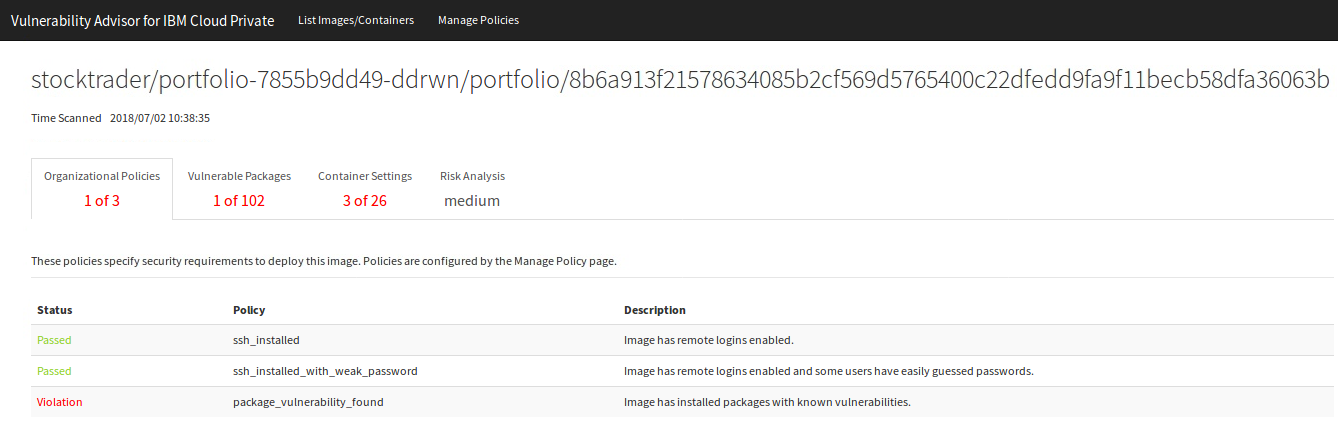 Vulnerability Advisor for IBM Cloud Private List Images/Containers Manage Policies
stocktrader/portfolio-7855b9dd49-ddrwn/portfolio/8b6a913f21578634085b2cf569d5765400c22dfedd9fa9f11becb58dfa36063b
Time Scanned 2018/07/02 10:38:35
Organizational Policies Vulnerable Packages Container Settings Risk Analysis
1 of 3 1 of 102 3 of 26 medium
These policies specify security requirements to deploy this image. Policies are configured by the Manage Policy page.
Status Policy Description
Passed ssh_installed Image has remote logins enabled.
Passed ssh_installed_with_weak_password Image has remote logins enabled and some users have easily guessed passwords.
Violation package_vulnerability_found Image has installed packages with known vulnerabilities.